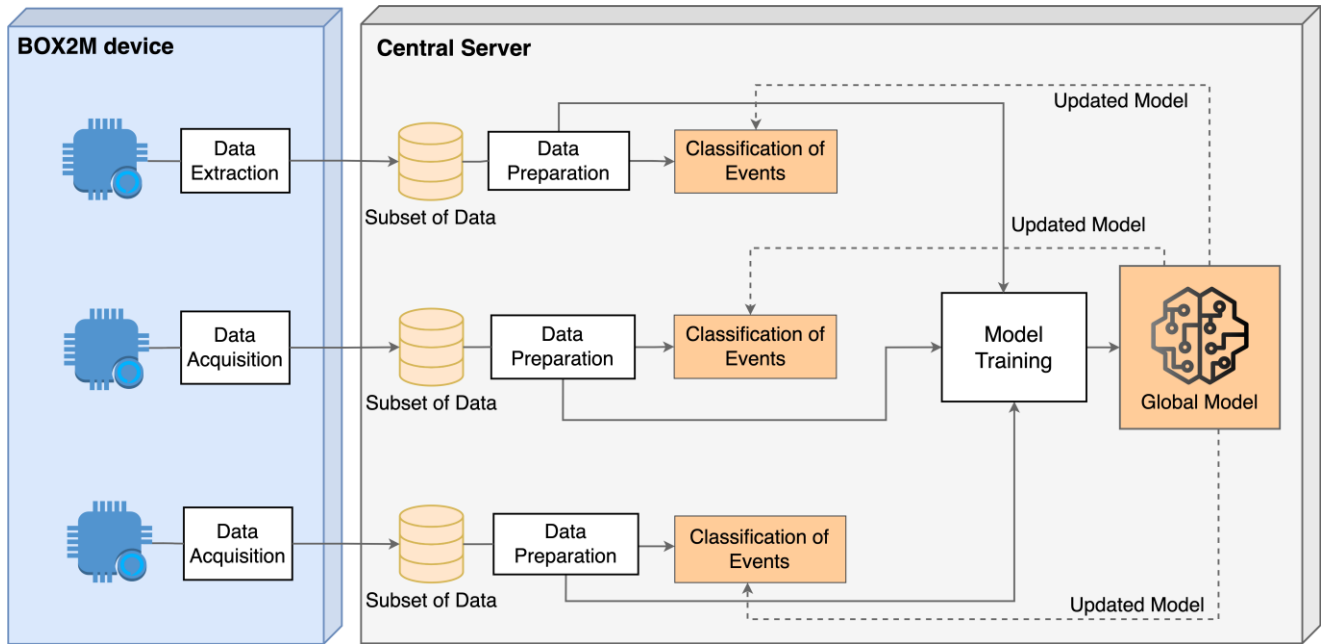 BOX2M device
Central Server
Updated Model
Data
Extraction
Data
Preparation
Classification of
Events
Subset of Data
Updated Model
Data
Acquisition
Data
Preparation
Classification of
Events
Model
Training
Global Model
Subset of Data
Data
Acquisition
Data
Preparation
Classification of
Events
Subset of Data
Updated Model